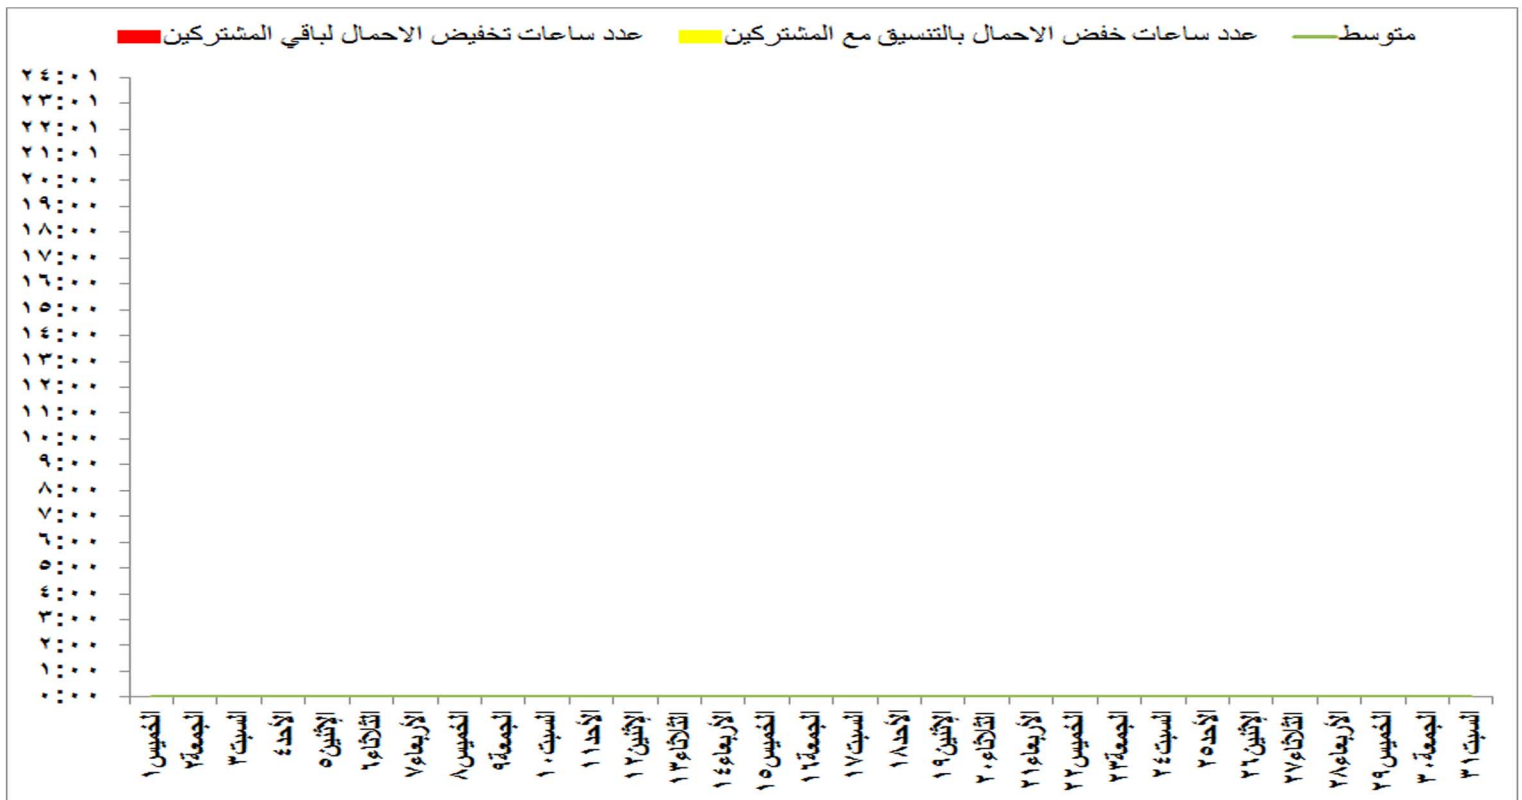 عدد ساعات تخفيض الاحمال لباقي المشتركين
عدد ساعات خفض الاحمال بالتنسيق مع المشتركين
متوسط
٢٤:٠١
٢٣:٠١
٢٢:٠١
٢١:٠١
٢٠:٠٠
١٩:٠٠
١٨:٠٠
١٧:٠٠
١٦:٠٠
١٥:٠٠
١٤:٠٠
١٣:٠٠
١٢:٠٠
١١:٠٠
١٠:٠٠
٩:٠٠
٨:٠٠
٧:٠٠
٦:٠٠
٥:٠٠
٤:٠٠
٣:٠٠
٢:٠٠
١:٠٠
٠:٠٠
الخميس١
الجمعة٢
السبت٣
الأحد٤
الإثنين٥
الثلاثاء٦
الأربعاء٧
الخميس٨
الجمعة٩
السبت١٠
الأحد١١
الإثنين١٢
الثلاثاء١٣
الأربعاء١٤
الخميس١٥
الجمعة١٦
السبت١٧
الأحد١٨
الإثنين١٩
الثلاثاء٢٠
الأربعاء٢١
الخميس٢٢
الجمعة٢٣
السبت٢٤
الأحد٢٥
الإثنين٢٦
الثلاثاء٢٧
الأربعاء٢٨
الخميس٢٩
الجمعة٣٠
السبت٣١